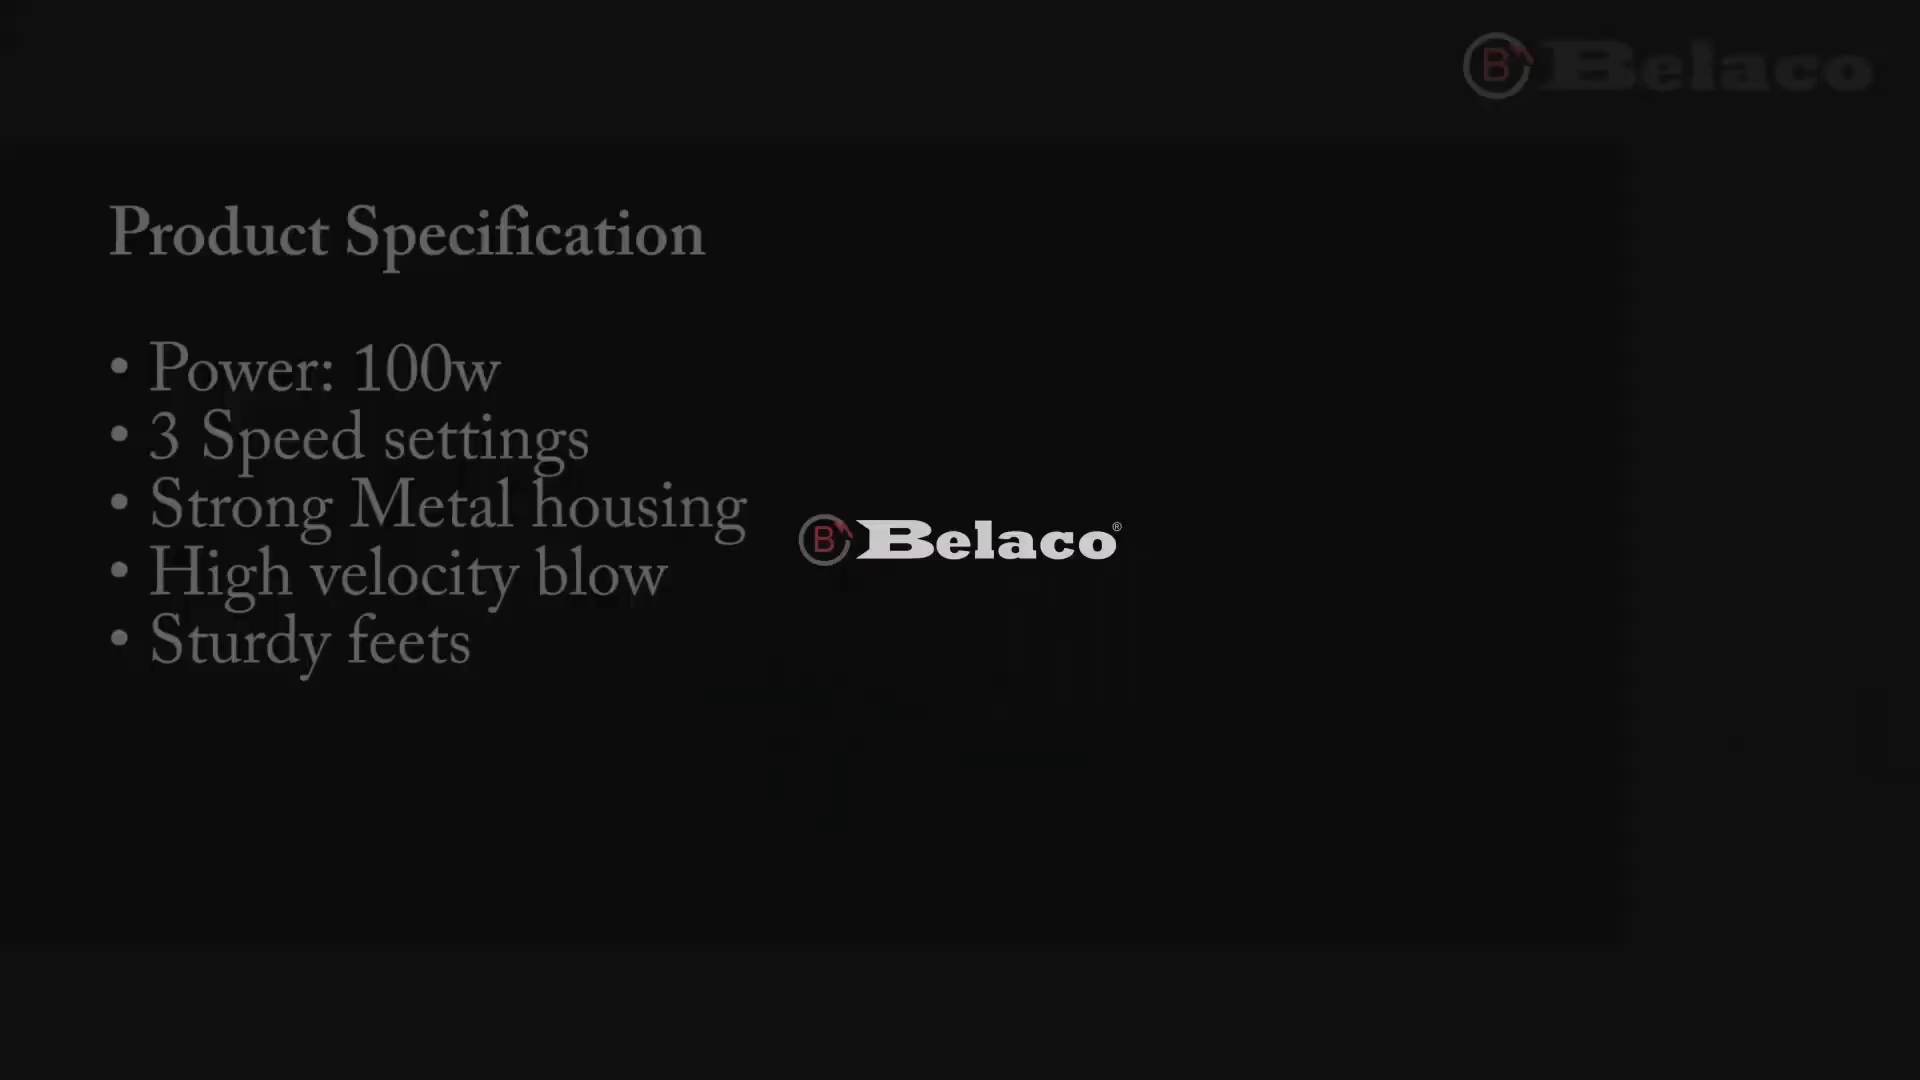 Belaco
Product Specification
• Power: 100w
• 3 Speed settings
• Strong Metal housing
• High velocity blow
• Sturdy feets
B Belaco®